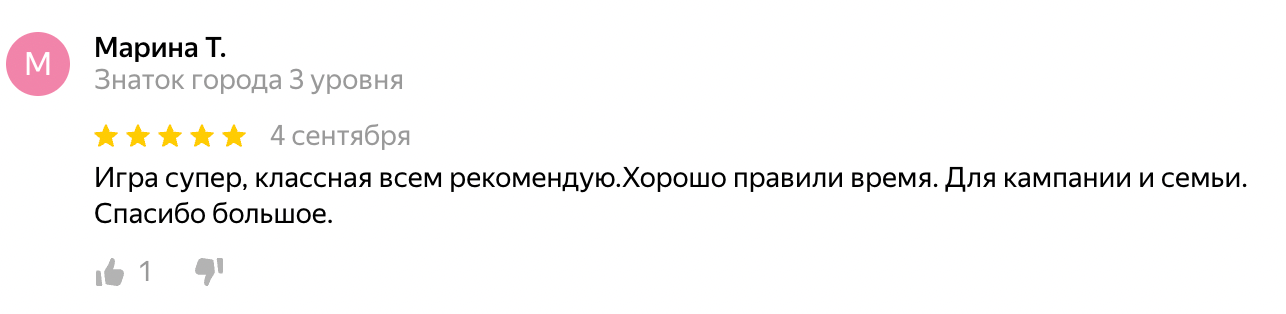 М
Марина Т.
Знаток города 3 уровня
4 сентября
Игра супер, классная всем рекомендую.Хорошо правили время. Для кампании и семьи.
Спасибо большое.
1